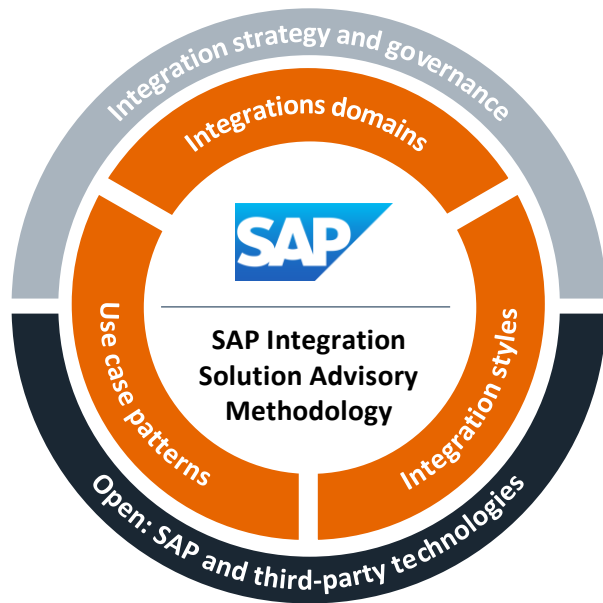 Integration strategy and governance
Integrations domains
SAP
SAP Integration
Solution Advisory
Methodology
Use case patterns
Integration styles
Open: SAP and third-party technologies